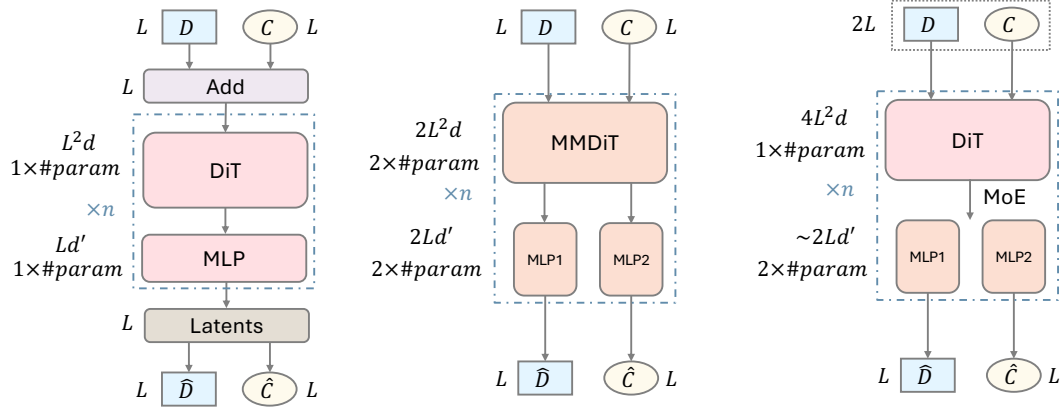 L D C L
L Add
L²d
1×#param
DiT
×n
Ld′
1×#param
MLP
L Latents
L D̂ Ĉ L
L D C L
2L²d
2×#param
MMDiT
×n
2Ld′
2×#param
MLP1 MLP2
L D̂ Ĉ L
2L D C
4L²d
1×#param
DiT
×n
MoE
~2Ld′
2×#param
MLP1 MLP2
L D̂ Ĉ L